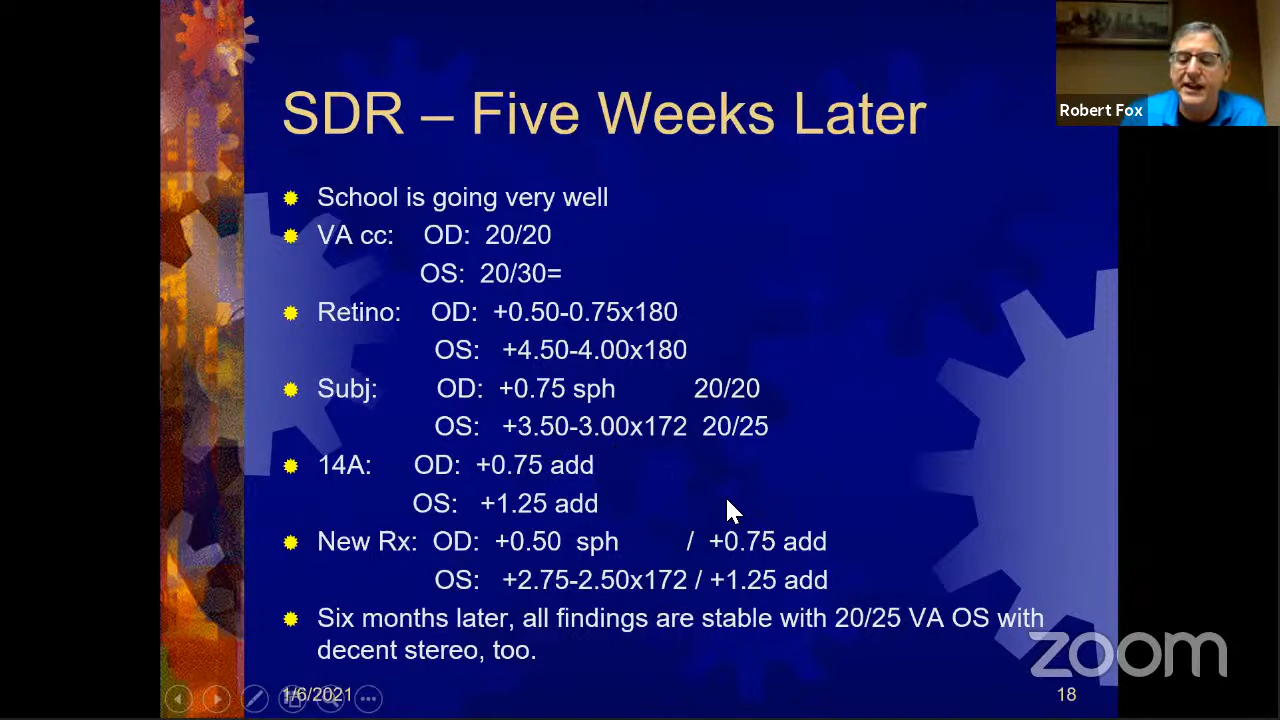 SDR – Five Weeks Later
Robert Fox
School is going very well
VA cc: OD: 20/20
OS: 20/30=
Retino: OD: +0.50-0.75x180
OS: +4.50-4.00x180
Subj: OD: +0.75 sph 20/20
OS: +3.50-3.00x172 20/25
14A: OD: +0.75 add
OS: +1.25 add
New Rx: OD: +0.50 sph / +0.75 add
OS: +2.75-2.50x172 / +1.25 add
Six months later, all findings are stable with 20/25 VA OS with
decent stereo, too.
zoom
1/6/2021
18